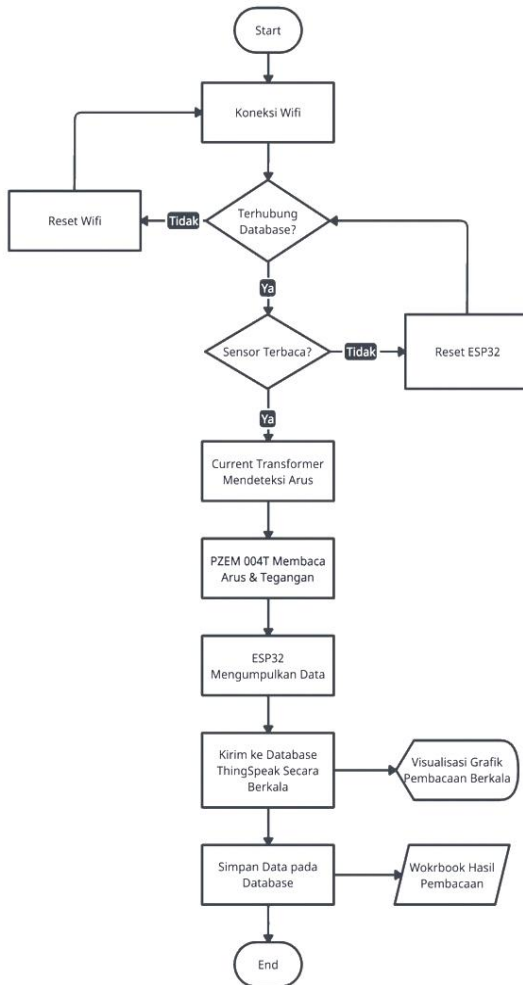 Start
Koneksi Wifi
Terhubung
Database?
Tidak
Reset Wifi
Ya
Sensor Terbaca?
Tidak
Reset ESP32
Ya
Current Transformer
Mendeteksi Arus
PZEM 004T Membaca
Arus & Tegangan
ESP32
Mengumpulkan Data
Kirim ke Database
ThingSpeak Secara
Berkala
Visualisasi Grafik
Pembacaan Berkala
Simpan Data pada
Database
Wokrbook Hasil
Pembacaan
End